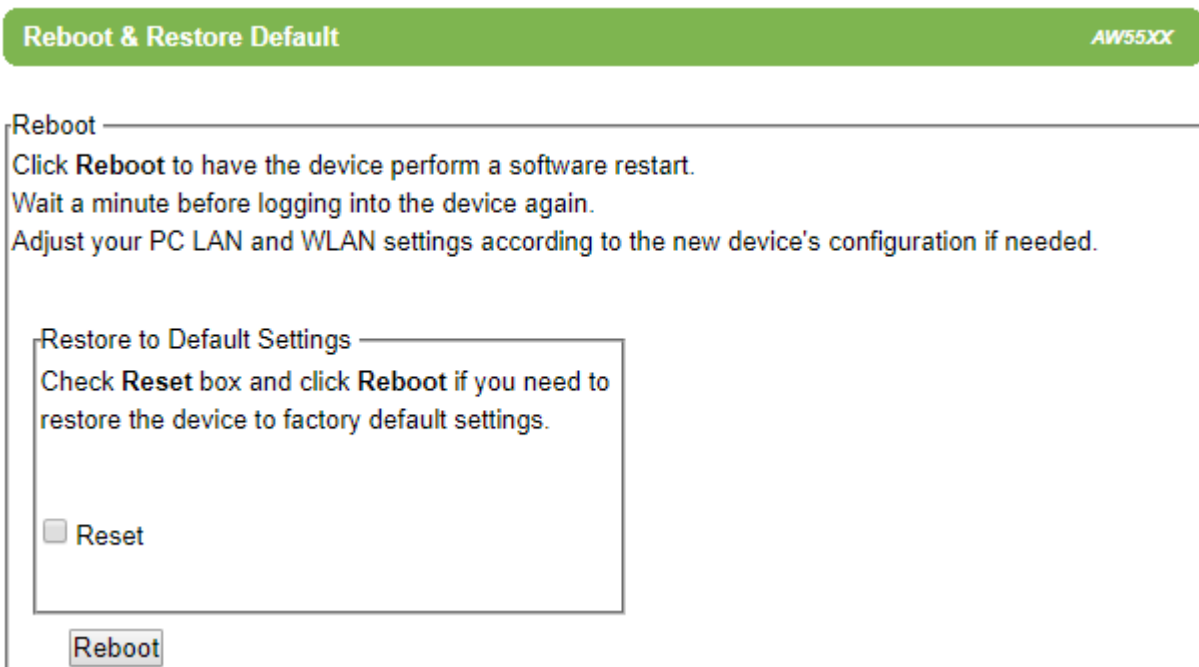 Reboot & Restore Default AW55XX
Reboot
Click Reboot to have the device perform a software restart.
Wait a minute before logging into the device again.
Adjust your PC LAN and WLAN settings according to the new device's configuration if needed.
Restore to Default Settings
Check Reset box and click Reboot if you need to
restore the device to factory default settings.
Reset
Reboot